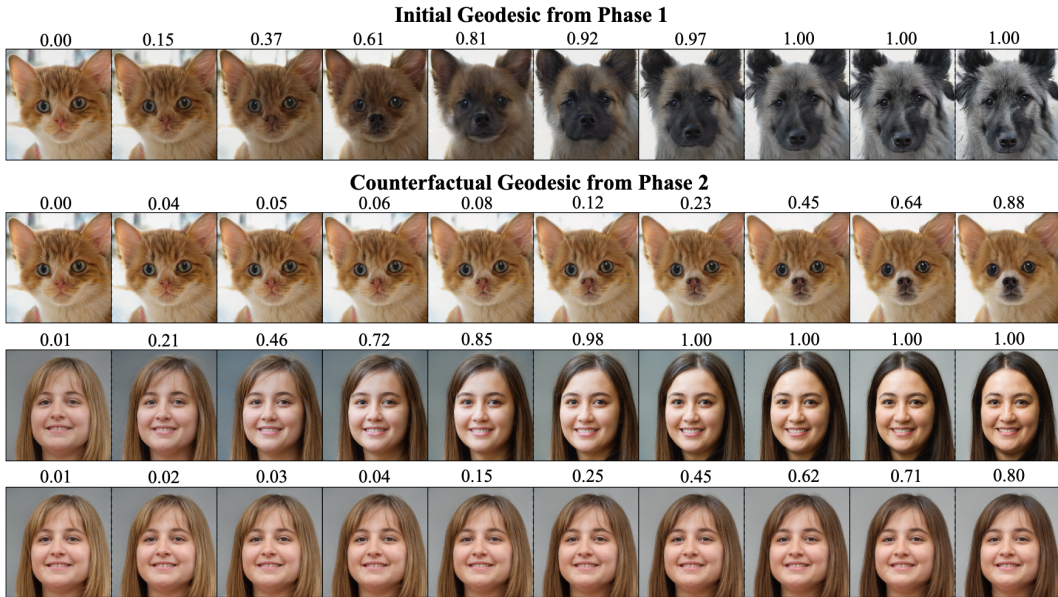 Initial Geodesic from Phase 1
0.00 0.15 0.37 0.61 0.81 0.92 0.97 1.00 1.00 1.00
Counterfactual Geodesic from Phase 2
0.00 0.04 0.05 0.06 0.08 0.12 0.23 0.45 0.64 0.88
0.01 0.21 0.46 0.72 0.85 0.98 1.00 1.00 1.00 1.00
0.01 0.02 0.03 0.04 0.15 0.25 0.45 0.62 0.71 0.80